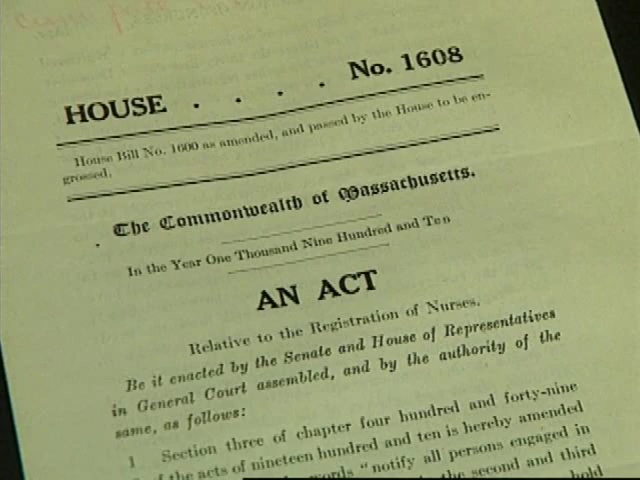 HOUSE . . . . No. 1608
House Bill No. 1600 as amended, and passed by the House to be en-
grossed.
The Commonwealth of Massachusetts.
In the Year One Thousand Nine Hundred and Ten
AN ACT
Relative to the Registration of Nurses.
Be it enacted by the Senate and House of Representatives
in General Court assembled, and by the authority of the
same, as follows:
1 Section three of chapter four hundred and forty-nine
of the acts of nineteen hundred and ten is hereby amended
words "notify all persons engaged in
the second and third
hold